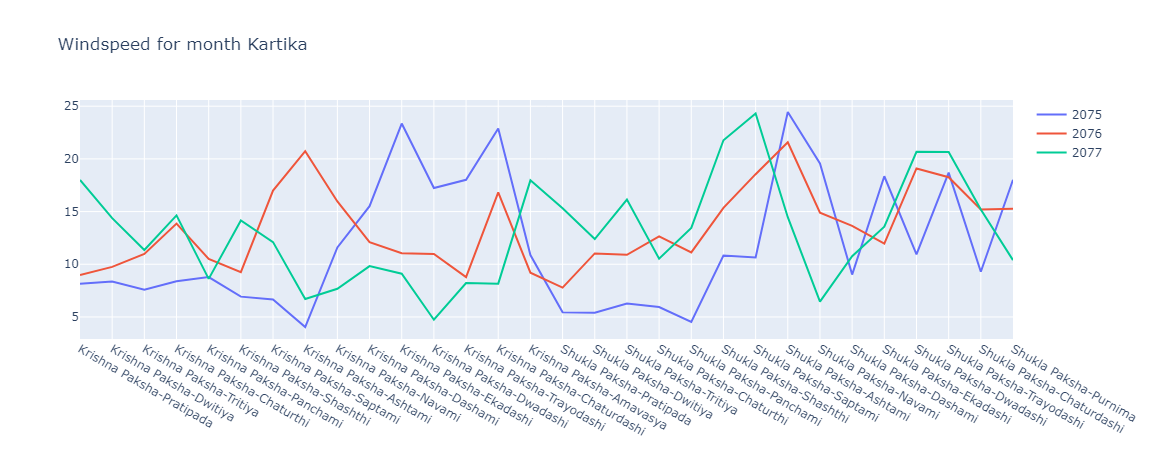 Windspeed for month Kartika
25
20
15
10
5
2075
2076
2077
Krishna Paksha-Pratipada
Krishna Paksha-Dwitiya
Krishna Paksha-Tritiya
Krishna Paksha-Chaturthi
Krishna Paksha-Panchami
Krishna Paksha-Shashthi
Krishna Paksha-Saptami
Krishna Paksha-Ashtami
Krishna Paksha-Navami
Krishna Paksha-Dashami
Krishna Paksha-Ekadashi
Krishna Paksha-Dwadashi
Krishna Paksha-Trayodashi
Krishna Paksha-Chaturdashi
Krishna Paksha-Amavasya
Shukla Paksha-Pratipada
Shukla Paksha-Dwitiya
Shukla Paksha-Tritiya
Shukla Paksha-Chaturthi
Shukla Paksha-Panchami
Shukla Paksha-Shashthi
Shukla Paksha-Saptami
Shukla Paksha-Ashtami
Shukla Paksha-Navami
Shukla Paksha-Dashami
Shukla Paksha-Ekadashi
Shukla Paksha-Dwadashi
Shukla Paksha-Trayodashi
Shukla Paksha-Chaturdashi
Shukla Paksha-Purnima